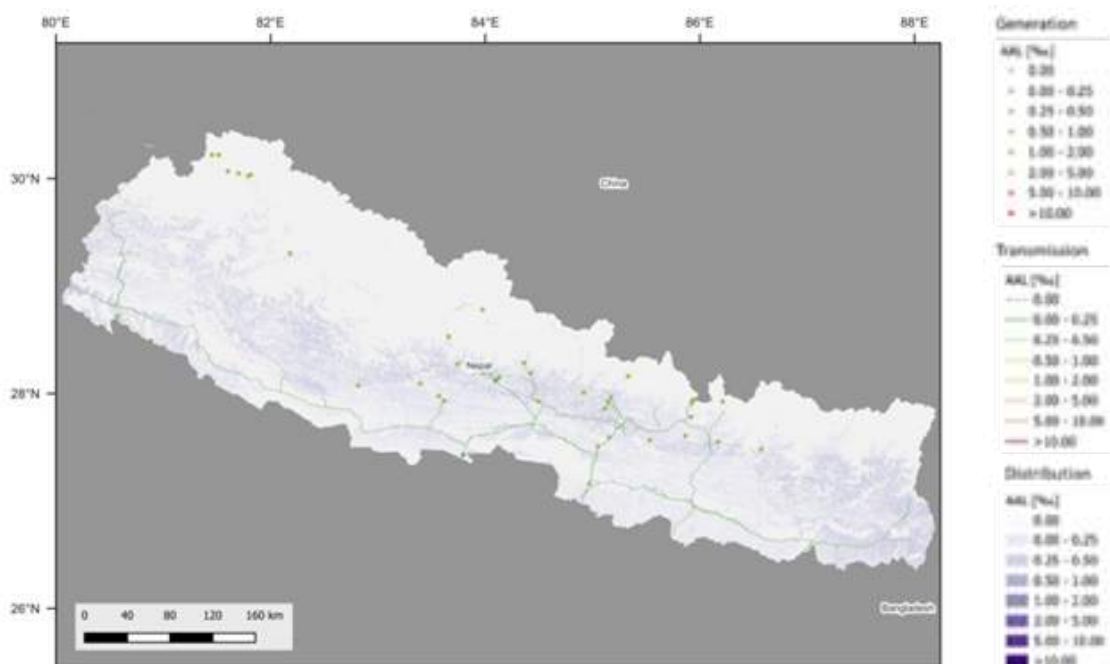 80°E 82°E 84°E 86°E 88°E
Generation
AAL [‰]
0.00
0.00 - 0.25
0.25 - 0.50
0.50 - 1.00
1.00 - 2.00
2.00 - 5.00
5.00 - 10.00
>10.00
30°N
China
Transmission
AAL [‰]
0.00
0.00 - 0.25
0.25 - 0.50
0.50 - 1.00
1.00 - 2.00
2.00 - 5.00
5.00 - 10.00
>10.00
28°N
Nepal
Distribution
AAL [‰]
0.00
0.00 - 0.25
0.25 - 0.50
0.50 - 1.00
1.00 - 2.00
2.00 - 5.00
5.00 - 10.00
>10.00
26°N
Bangladesh
0 40 80 120 160 km